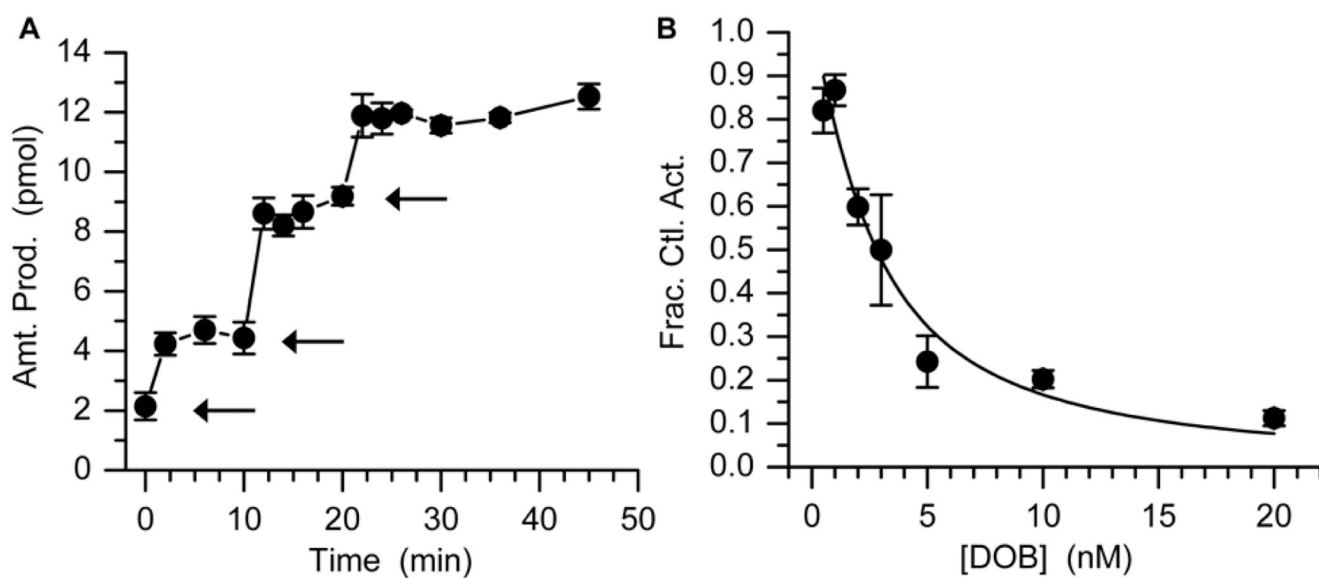 A
14
12
10
8
6
4
2
0
Amt. Prod. (pmol)
0 10 20 30 40 50
Time (min)
B
1.0
0.9
0.8
0.7
0.6
0.5
0.4
0.3
0.2
0.1
0.0
Frac. Ctl. Act.
0 5 10 15 20
[DOB] (nM)